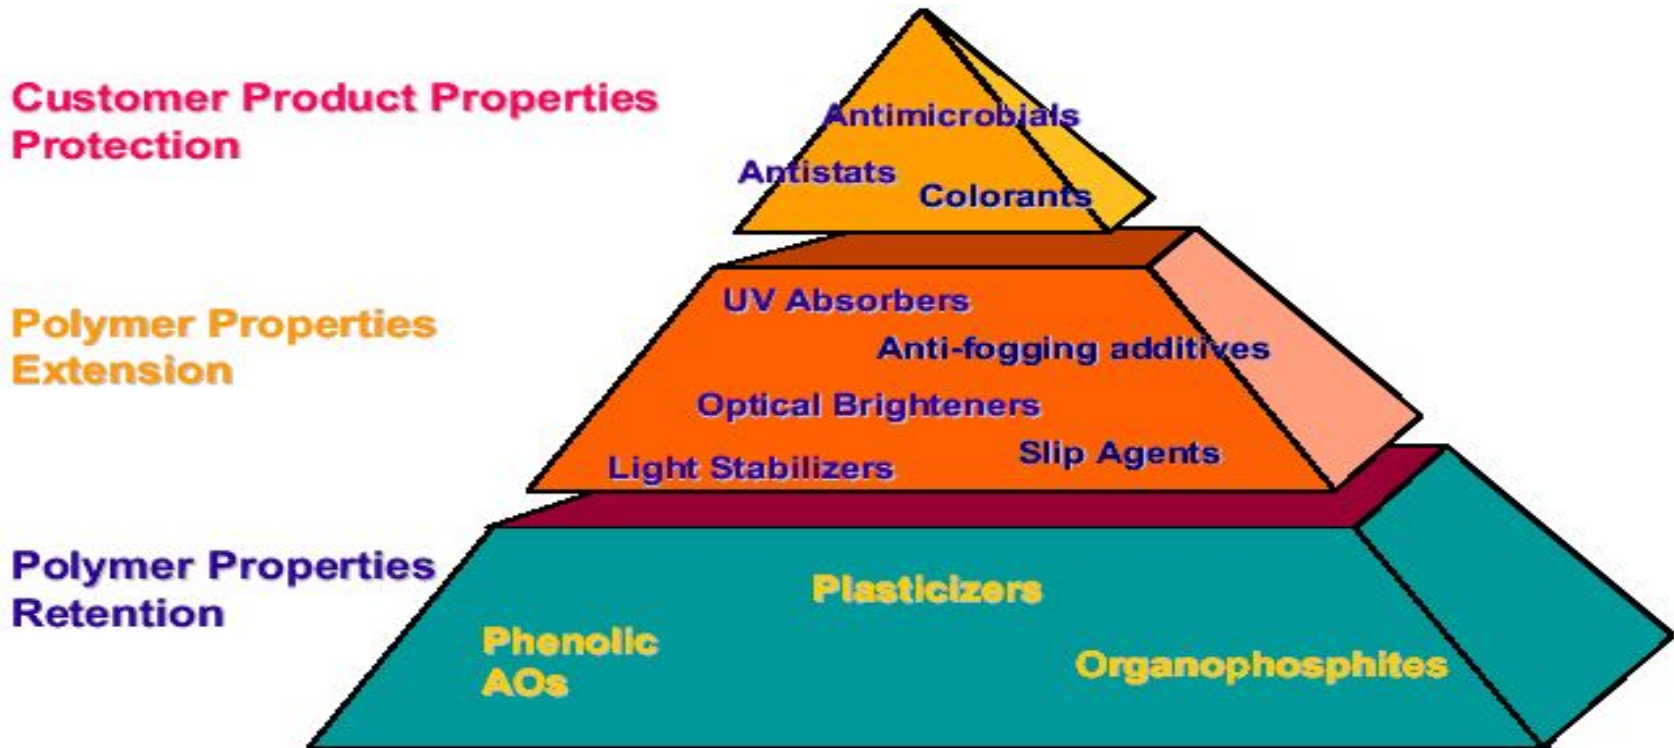 Customer Product Properties
Protection
Antimicrobials
Antistats
Colorants
Polymer Properties
Extension
UV Absorbers
Anti-fogging additives
Optical Brighteners
Slip Agents
Light Stabilizers
Polymer Properties
Retention
Plasticizers
Phenolic
AOs
Organophosphites